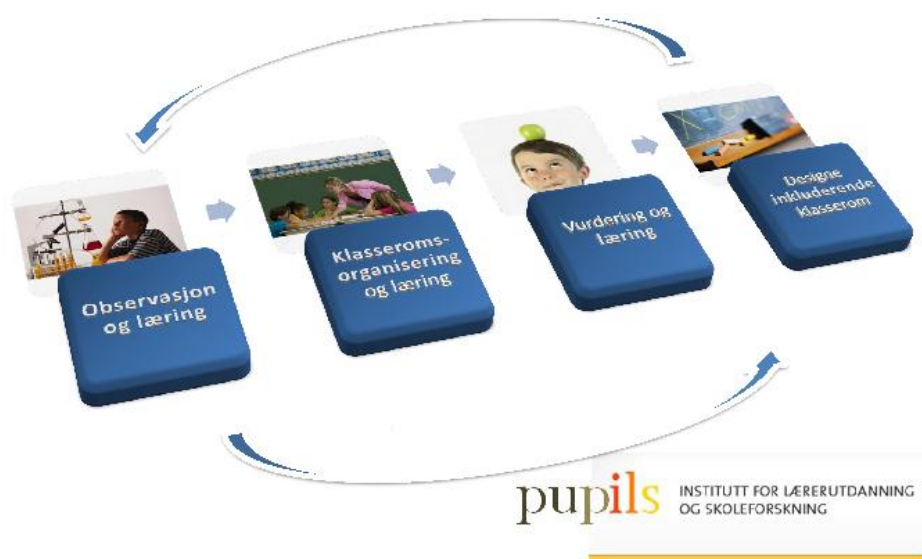 Observasjon
og læring
Klasseroms-
organisering
og læring
Vurdering og
læring
Designe
inkluderende
klasserom
pupils
INSTITUTT FOR LÆRERUTDANNING
OG SKOLEFORSKNING